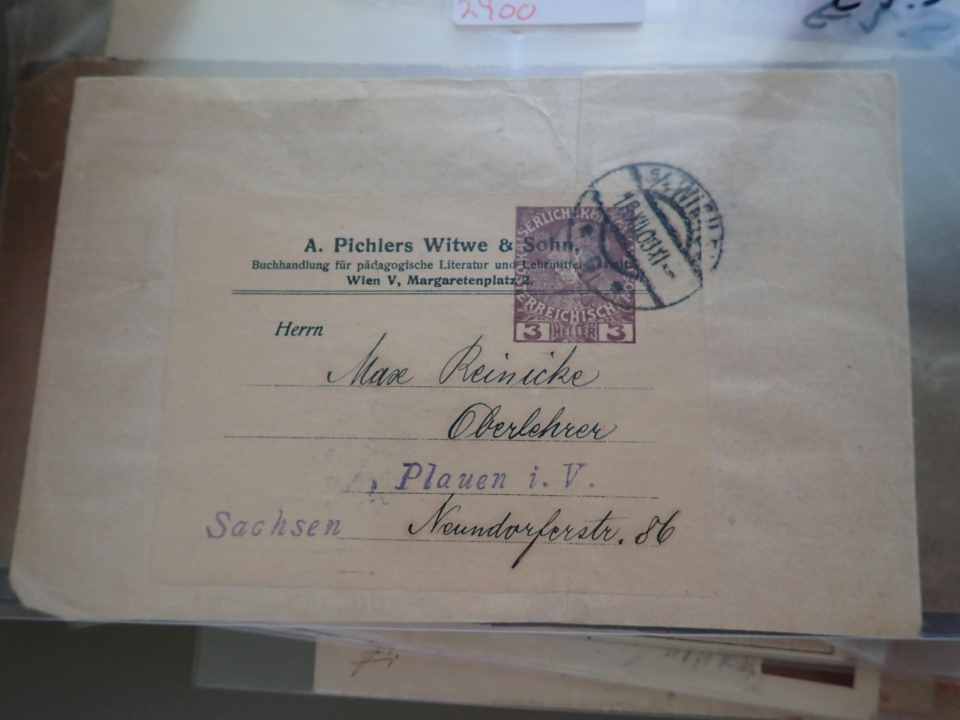 2900
A. Pichlers Witwe & Sohn,
Buchhandlung für pädagogische Literatur und Lehrmittel-
Wien V, Margaretenplatz 2.
3 HELLER 3
Herrn
Max Reinicke
Oberlehrer
Plauen i. V.
Sachsen Neundorferstr. 86